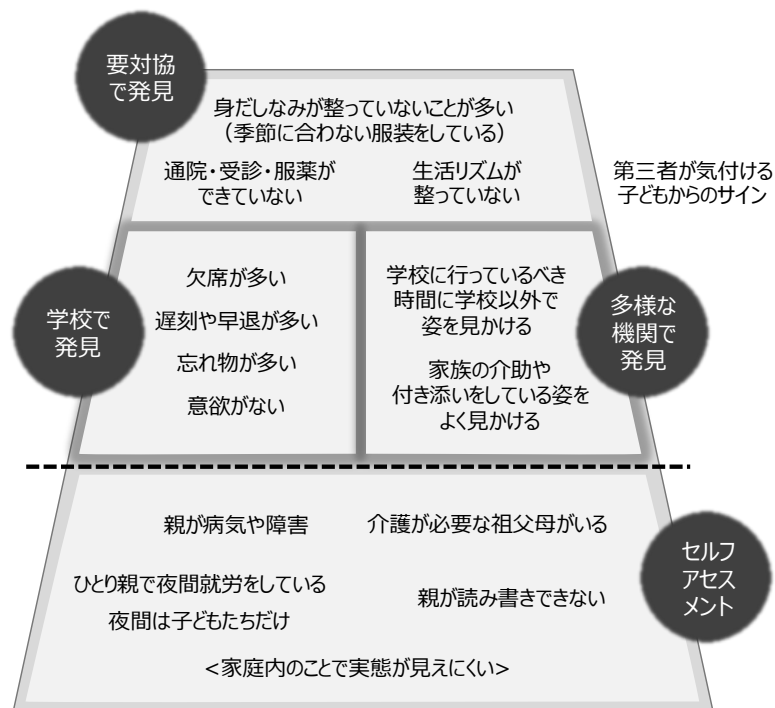 要対協
で発見
身だしなみが整っていないことが多い
（季節に合わない服装をしている）
通院・受診・服薬が
できていない
生活リズムが
整っていない
第三者が気付ける
子どもからのサイン
学校で
発見
欠席が多い
遅刻や早退が多い
忘れ物が多い
意欲がない
学校に行っているべき
時間に学校以外で
姿を見かける
家族の介助や
付き添いをしている姿を
よく見かける
多様な
機関で
発見
親が病気や障害
介護が必要な祖父母がいる
ひとり親で夜間就労をしている
夜間は子どもたちだけ
親が読み書きできない
<家庭内のことで実態が見えにくい>
セルフ
アセス
メント